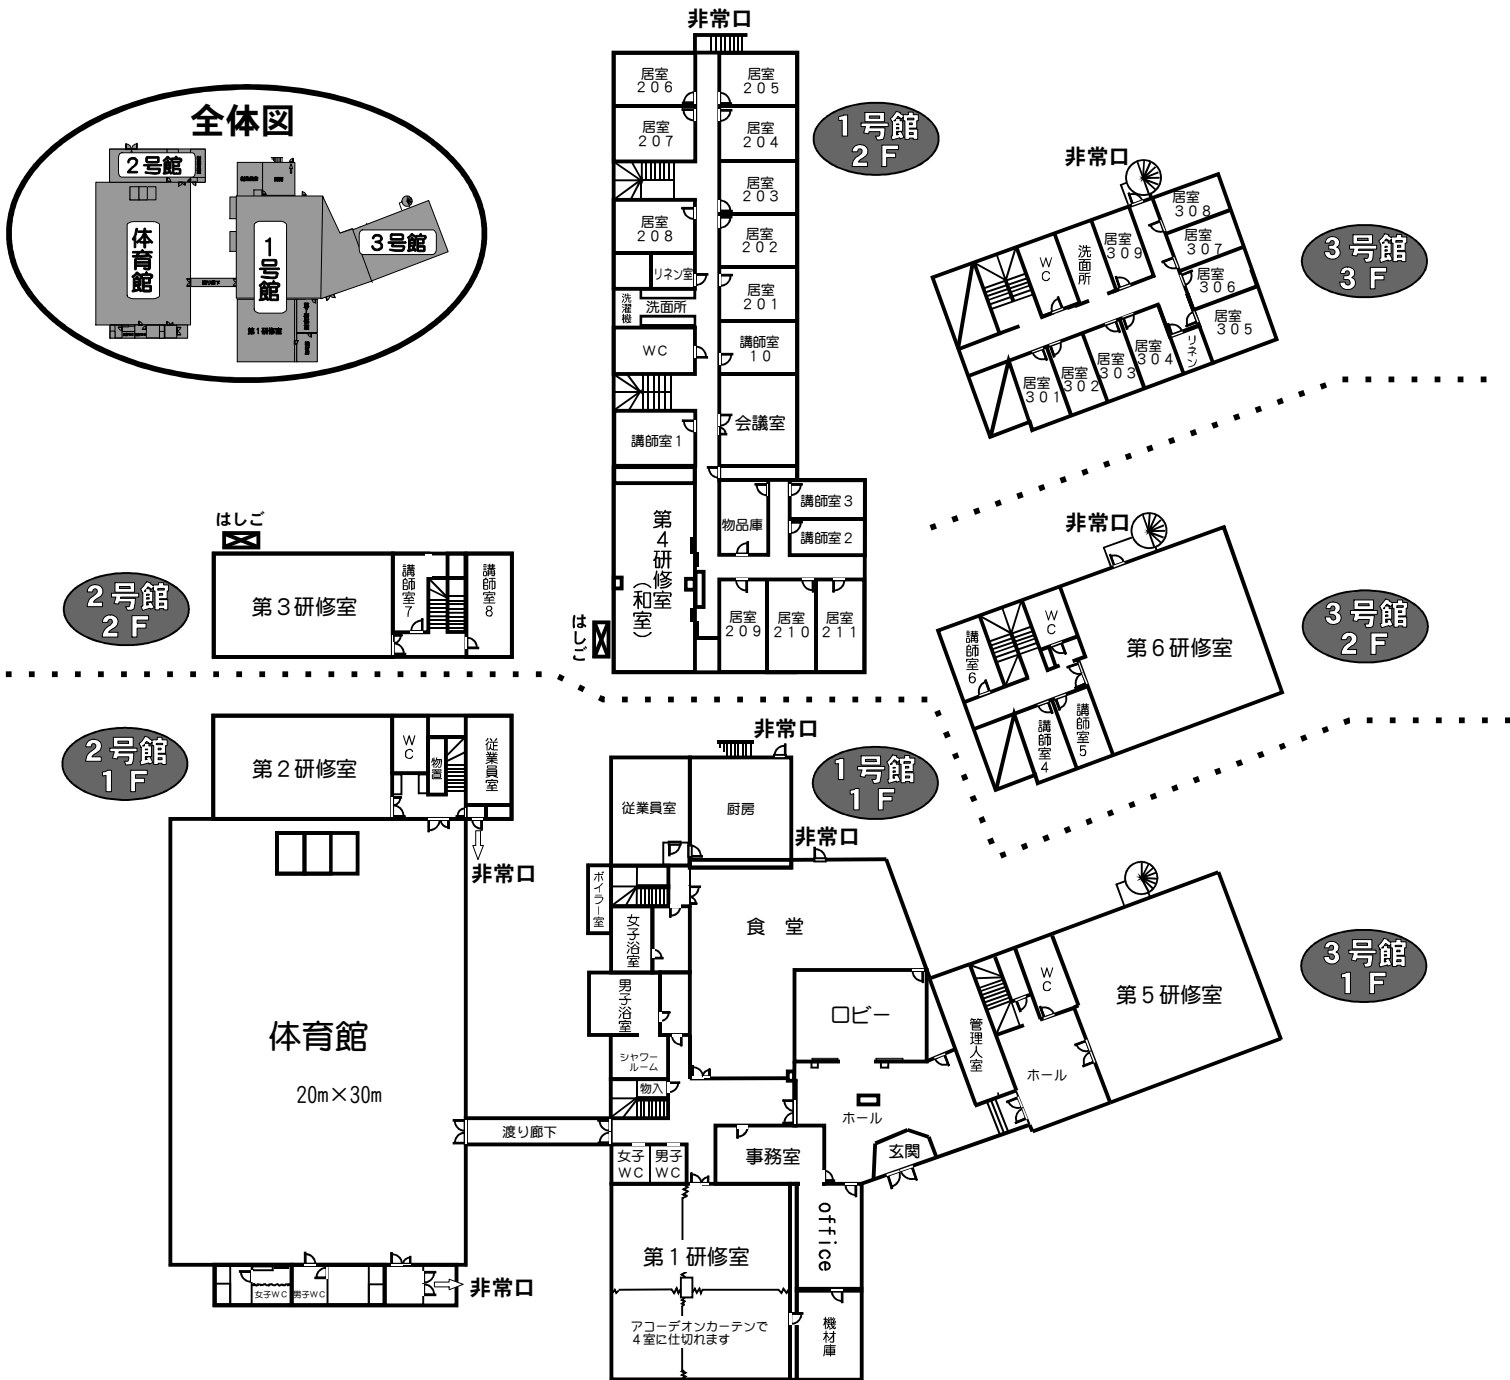 全体図
2号館
体育館
1号館
3号館
第1研修室
非常口
居室
206
居室
205
居室
207
居室
204
居室
203
居室
208
居室
202
リネン室
居室
201
洗濯機
洗面所
講師室
10
WC
会議室
講師室1
第4研修室
(和室)
物品庫
講師室3
講師室2
居室
209
居室
210
居室
211
はしご
1号館
2F
非常口
居室
308
居室
307
居室
306
居室
305
居室
309
洗面所
WC
リネン
居室
304
居室
303
居室
302
居室
301
3号館
3F
はしご
第3研修室
講師室7
講師室8
2号館
2F
非常口
WC
講師室6
第6研修室
講師室5
講師室4
3号館
2F
2号館
1F
第2研修室
WC
物置
従業員室
非常口
体育館
20m×30m
渡り廊下
女子WC
男子WC
非常口
非常口
1号館
1F
従業員室
厨房
非常口
ボイラー室
女子浴室
食 堂
男子浴室
ロビー
シャワー
ルーム
物入
ホール
女子
WC
男子
WC
事務室
玄関
office
第1研修室
アコーデオンカーテンで
4室に仕切れます
機材庫
管理人室
WC
第5研修室
ホール
3号館
1F